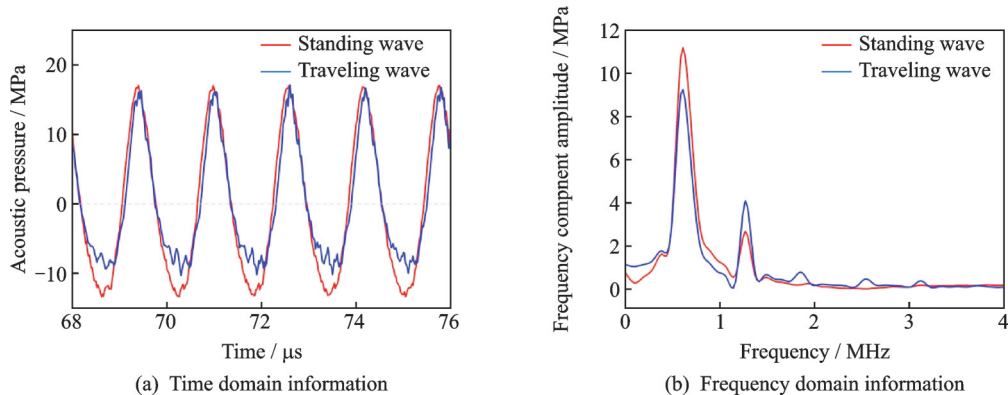 Standing wave
Traveling wave
20
10
0
−10
Acoustic pressure / MPa
68
70
72
74
76
Time / μs
(a) Time domain information
Standing wave
Traveling wave
12
10
8
6
4
2
0
Frequency compnent amplitude / MPa
0
1
2
3
4
Frequency / MHz
(b) Frequency domain information